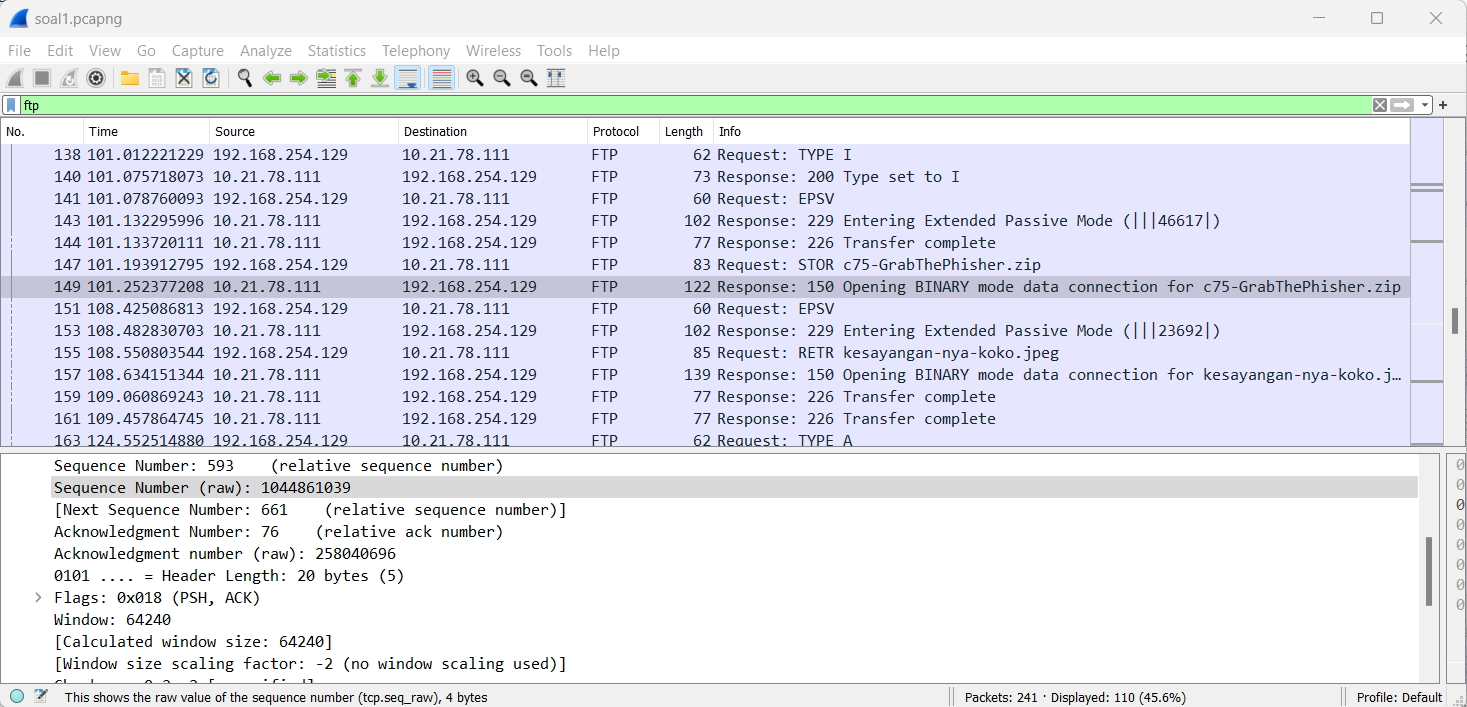 soal1.pcapng
File Edit View Go Capture Analyze Statistics Telephony Wireless Tools Help
ftp
No. Time Source Destination Protocol Length Info
138 101.012221229 192.168.254.129 10.21.78.111 FTP 62 Request: TYPE I
140 101.075718073 10.21.78.111 192.168.254.129 FTP 73 Response: 200 Type set to I
141 101.078760093 192.168.254.129 10.21.78.111 FTP 60 Request: EPSV
143 101.132295996 10.21.78.111 192.168.254.129 FTP 102 Response: 229 Entering Extended Passive Mode (|||46617|)
144 101.133720111 10.21.78.111 192.168.254.129 FTP 77 Response: 226 Transfer complete
147 101.193912795 192.168.254.129 10.21.78.111 FTP 83 Request: STOR c75-GrabThePhisher.zip
149 101.252377208 10.21.78.111 192.168.254.129 FTP 122 Response: 150 Opening BINARY mode data connection for c75-GrabThePhisher.zip
151 108.425086813 192.168.254.129 10.21.78.111 FTP 60 Request: EPSV
153 108.482830703 10.21.78.111 192.168.254.129 FTP 102 Response: 229 Entering Extended Passive Mode (|||23692|)
155 108.550803544 192.168.254.129 10.21.78.111 FTP 85 Request: RETR kesayangan-nya-koko.jpeg
157 108.634151344 10.21.78.111 192.168.254.129 FTP 139 Response: 150 Opening BINARY mode data connection for kesayangan-nya-koko.j…
159 109.060869243 10.21.78.111 192.168.254.129 FTP 77 Response: 226 Transfer complete
161 109.457864745 10.21.78.111 192.168.254.129 FTP 77 Response: 226 Transfer complete
163 124.552514880 192.168.254.129 10.21.78.111 FTP 62 Request: TYPE A
Sequence Number: 593 (relative sequence number)
Sequence Number (raw): 1044861039
[Next Sequence Number: 661 (relative sequence number)]
Acknowledgment Number: 76 (relative ack number)
Acknowledgment number (raw): 258040696
0101 .... = Header Length: 20 bytes (5)
Flags: 0x018 (PSH, ACK)
Window: 64240
[Calculated window size: 64240]
[Window size scaling factor: -2 (no window scaling used)]
This shows the raw value of the sequence number (tcp.seq_raw), 4 bytes
Packets: 241 · Displayed: 110 (45.6%)
Profile: Default